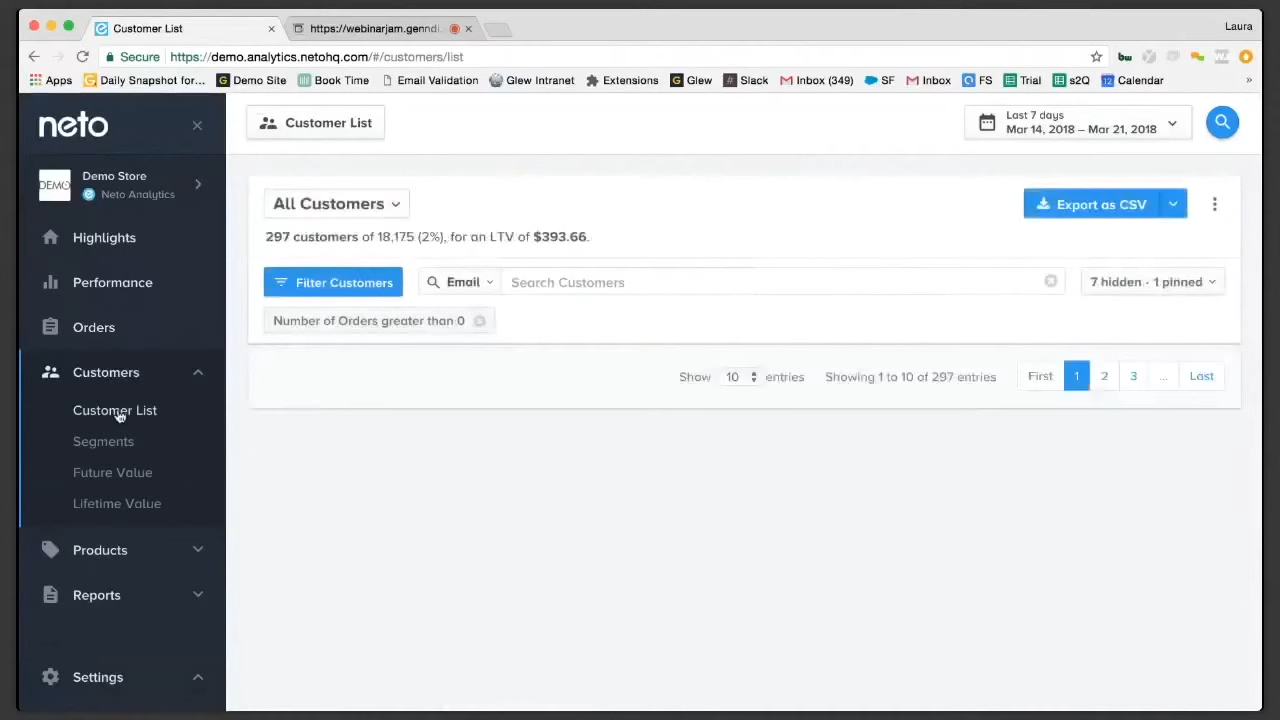 Customer List
https://webinarjam.genndi.
Laura
Secure
https://demo.analytics.netohq.com/#/customers/list
Apps
Daily Snapshot for...
Demo Site
Book Time
Email Validation
Glew Intranet
Extensions
Glew
Slack
Inbox (349)
SF
Inbox
FS
Trial
s2Q
Calendar
»
neto
Customer List
Last 7 days
Mar 14, 2018 – Mar 21, 2018
DEMO
Demo Store
Neto Analytics
Highlights
Performance
Orders
Customers
Customer List
Segments
Future Value
Lifetime Value
Products
Reports
Settings
All Customers
Export as CSV
297 customers of 18,175 (2%), for an LTV of $393.66.
Filter Customers
Email
Search Customers
7 hidden - 1 pinned
Number of Orders greater than 0
Show 10 entries
Showing 1 to 10 of 297 entries
First 1 2 3 ... Last